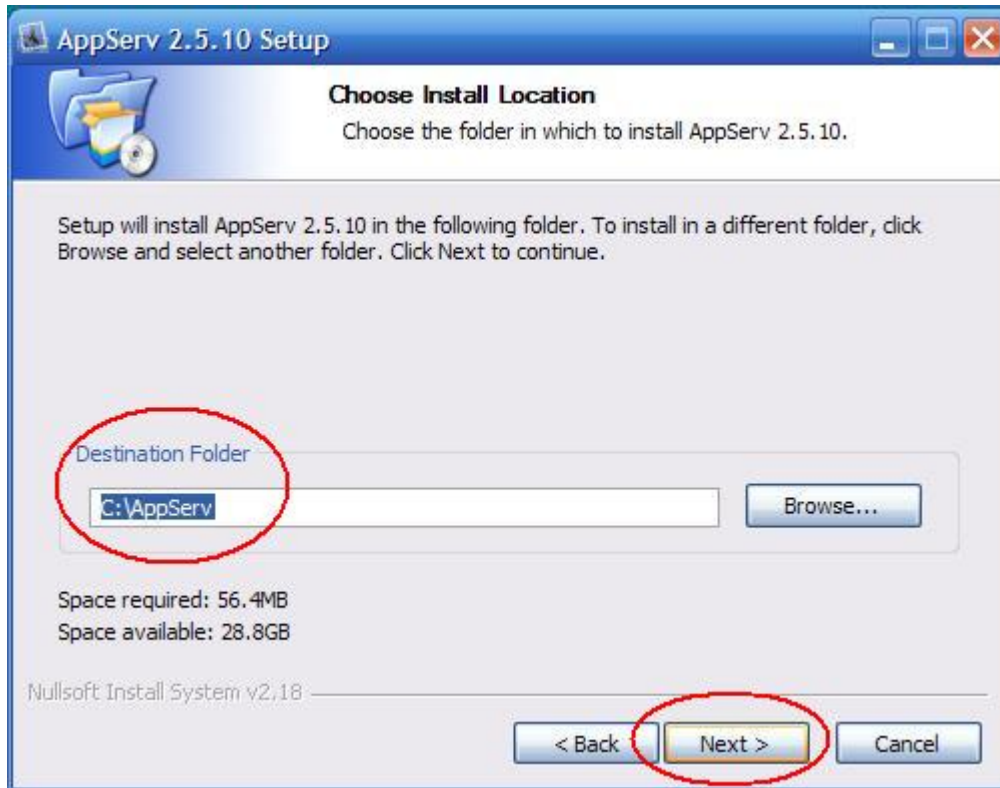 AppServ 2.5.10 Setup
Choose Install Location
Choose the folder in which to install AppServ 2.5.10.
Setup will install AppServ 2.5.10 in the following folder. To install in a different folder, click
Browse and select another folder. Click Next to continue.
Destination Folder
C:\AppServ
Browse...
Space required: 56.4MB
Space available: 28.8GB
Nullsoft Install System v2.18
< Back
Next >
Cancel